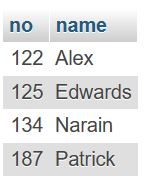 no name
122 Alex
125 Edwards
134 Narain
187 Patrick